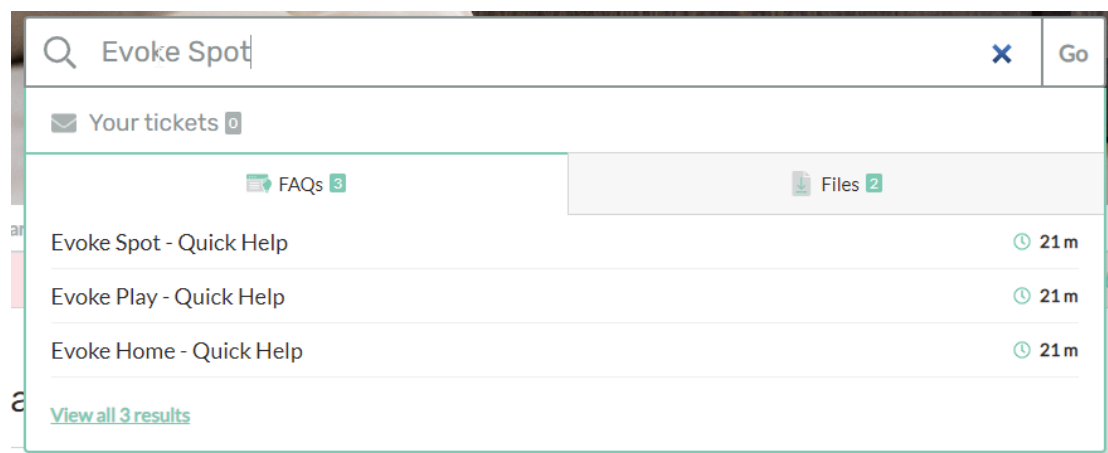 Evoke Spot
Go
Your tickets 0
FAQs 3
Files 2
Evoke Spot - Quick Help 21 m
Evoke Play - Quick Help 21 m
Evoke Home - Quick Help 21 m
View all 3 results